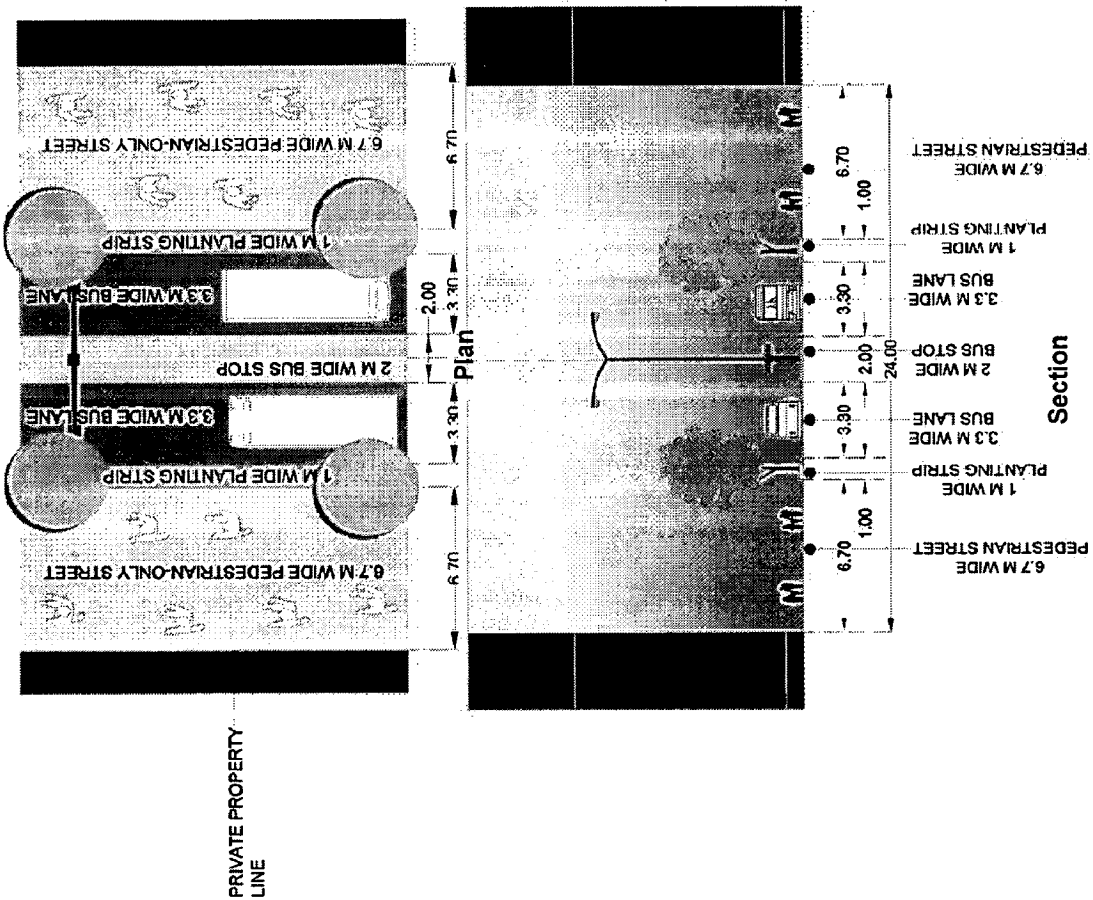 6.7 M WIDE PEDESTRIAN-ONLY STREET
1 M WIDE PLANTING STRIP
3.3 M WIDE BUS LANE
2 M WIDE BUS STOP
3.3 M WIDE BUS LANE
1 M WIDE PLANTING STRIP
6.7 M WIDE PEDESTRIAN-ONLY STREET
6.70
3.30
2.00
3.30
6.70
PRIVATE PROPERTY
LINE
Plan
6.70
1.00
3.30
2.00
24.00
3.30
1.00
6.70
6.7 M WIDE
PEDESTRIAN STREET
1 M WIDE
PLANTING STRIP
3.3 M WIDE
BUS LANE
2 M WIDE
BUS STOP
3.3 M WIDE
BUS LANE
1 M WIDE
PLANTING STRIP
6.7 M WIDE
PEDESTRIAN STREET
Section